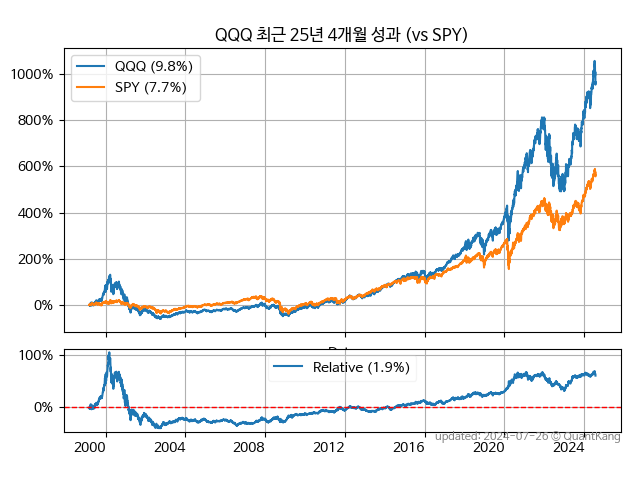 QQQ 최근 25년 4개월 성과 (vs SPY)
QQQ (9.8%)
SPY (7.7%)
1000%
800%
600%
400%
200%
0%
100%
0%
Relative (1.9%)
updated: 2024-07-26 © QuantKang
2000 2004 2008 2012 2016 2020 2024